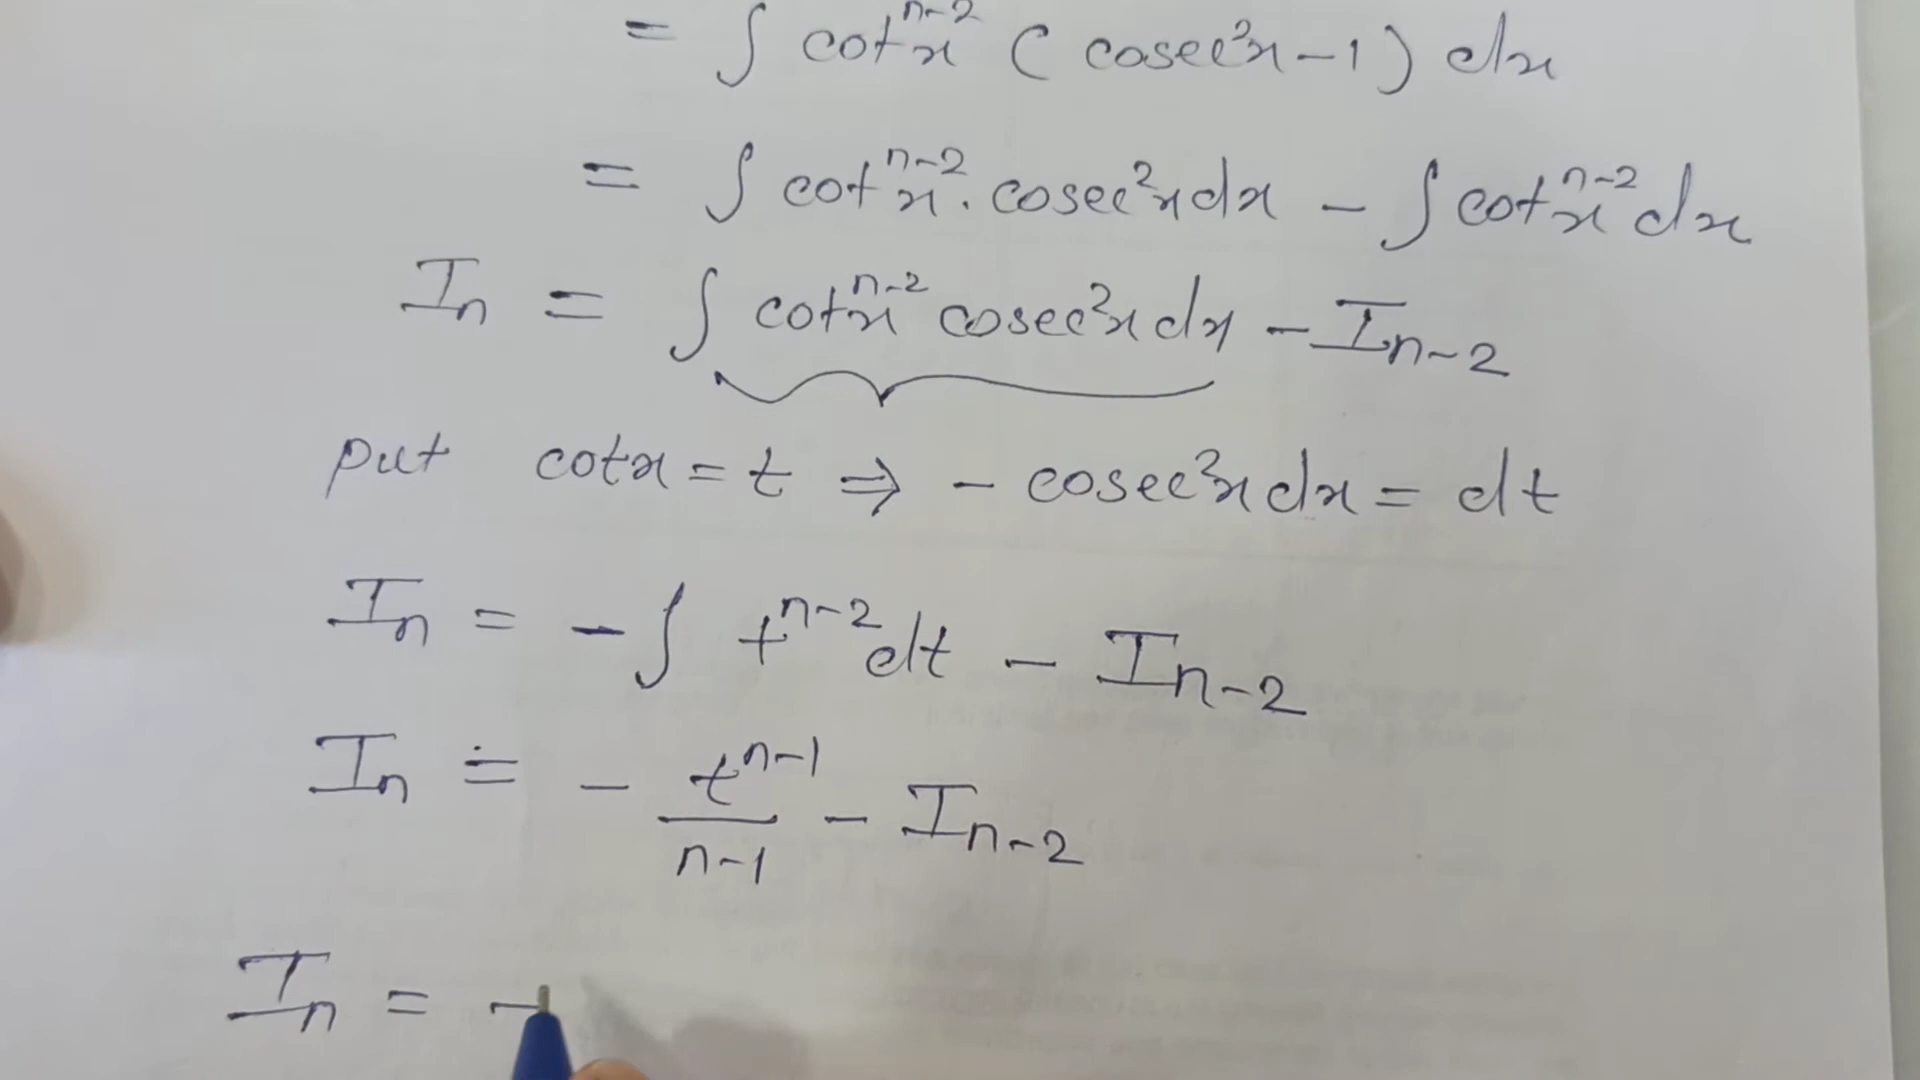 = ∫ cot^{n-2}x (cosec²x-1) dx
= ∫ cot^{n-2}x . cosec²x dx - ∫ cot^{n-2}x dx
I_n = ∫ cot^{n-2}x cosec²x dx - I_{n-2}
put cotx = t ⇒ - cosec²x dx = dt
I_n = -∫ t^{n-2} dt - I_{n-2}
I_n = - t^{n-1}/(n-1) - I_{n-2}
I_n = -